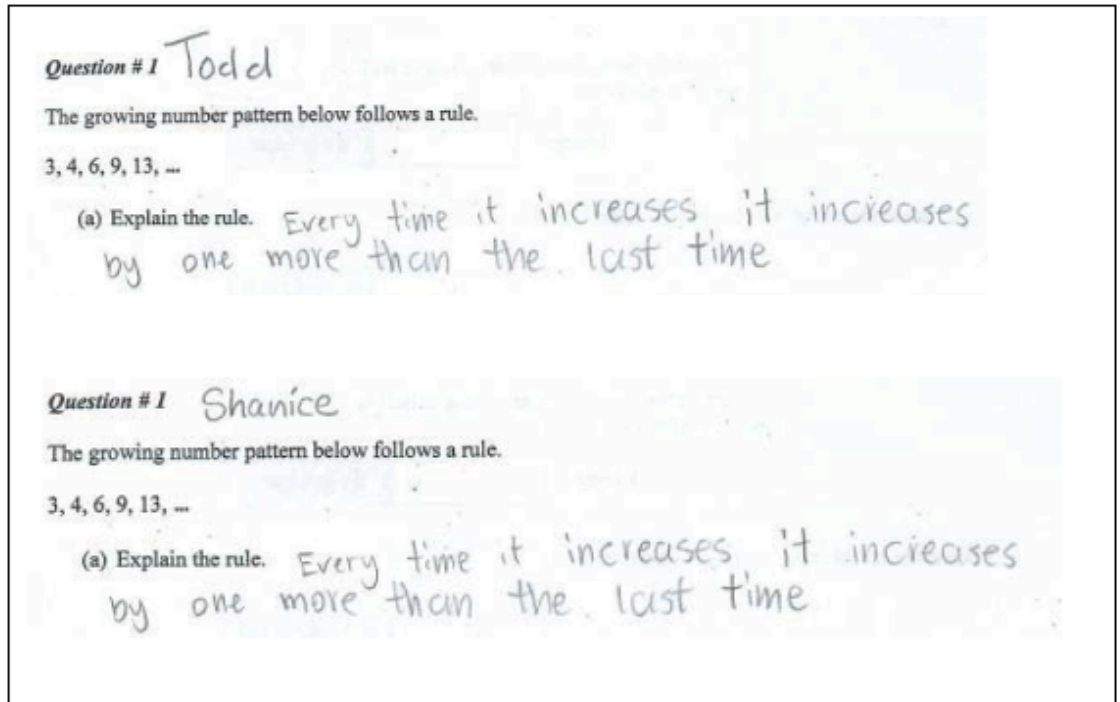 Question # 1 Todd
The growing number pattern below follows a rule.
3, 4, 6, 9, 13, ...
(a) Explain the rule. Every time it increases it increases
by one more than the last time
Question # 1 Shanice
The growing number pattern below follows a rule.
3, 4, 6, 9, 13, ...
(a) Explain the rule. Every time it increases it increases
by one more than the last time